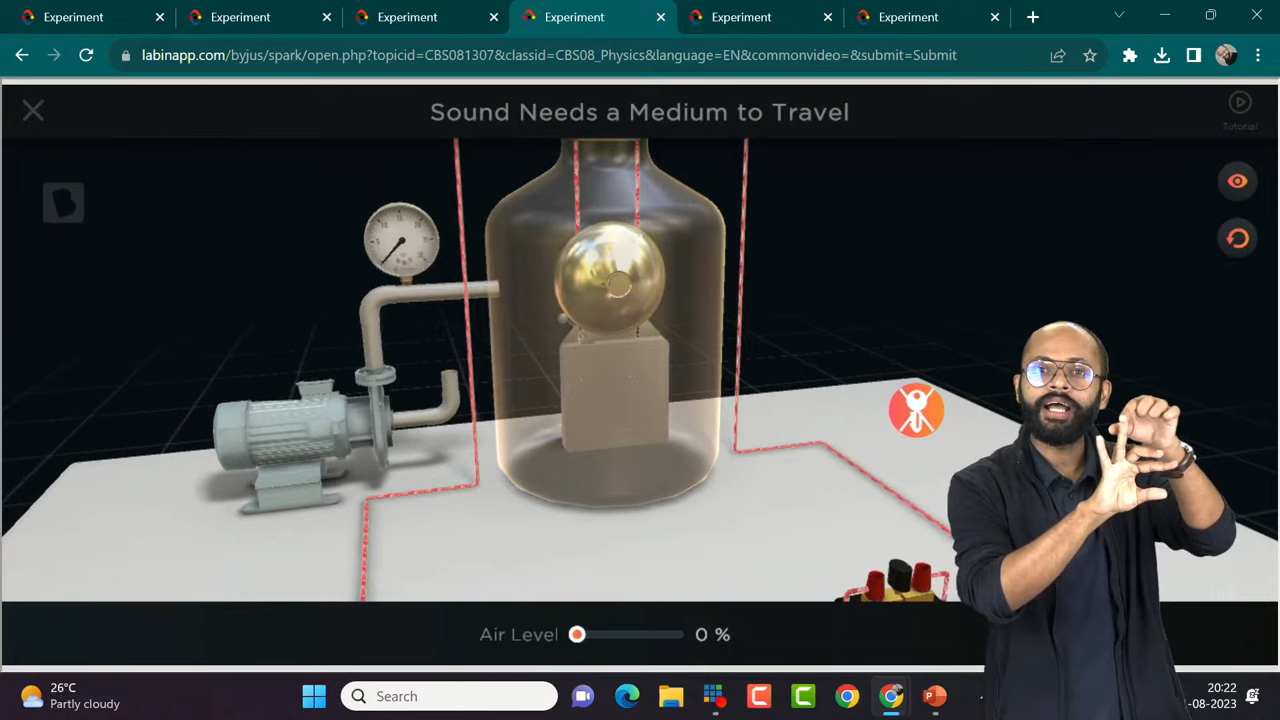 Experiment
Experiment
Experiment
Experiment
Experiment
Experiment
labinapp.com/byjus/spark/open.php?topicid=CBS081307&classid=CBS08_Physics&language=EN&commonvideo=&submit=Submit
Sound Needs a Medium to Travel
Tutorial
Air Level 0 %
26°C
Partly cloudy
Search
20:22
-08-2023